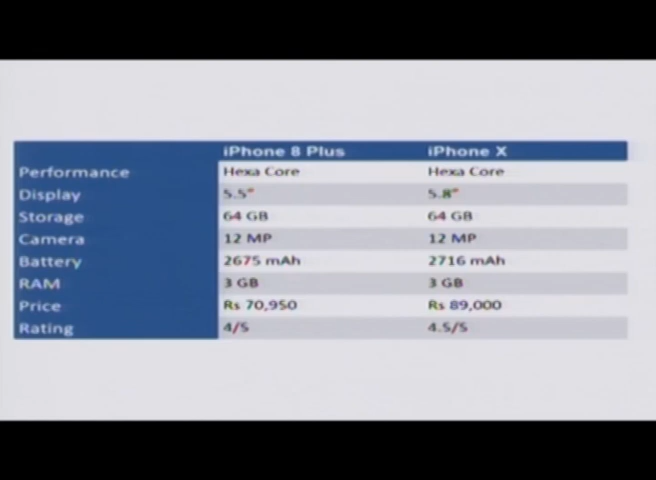 iPhone 8 Plus iPhone X
Performance Hexa Core Hexa Core
Display 5.5" 5.8"
Storage 64 GB 64 GB
Camera 12 MP 12 MP
Battery 2675 mAh 2716 mAh
RAM 3 GB 3 GB
Price Rs 70,950 Rs 89,000
Rating 4/5 4.5/5